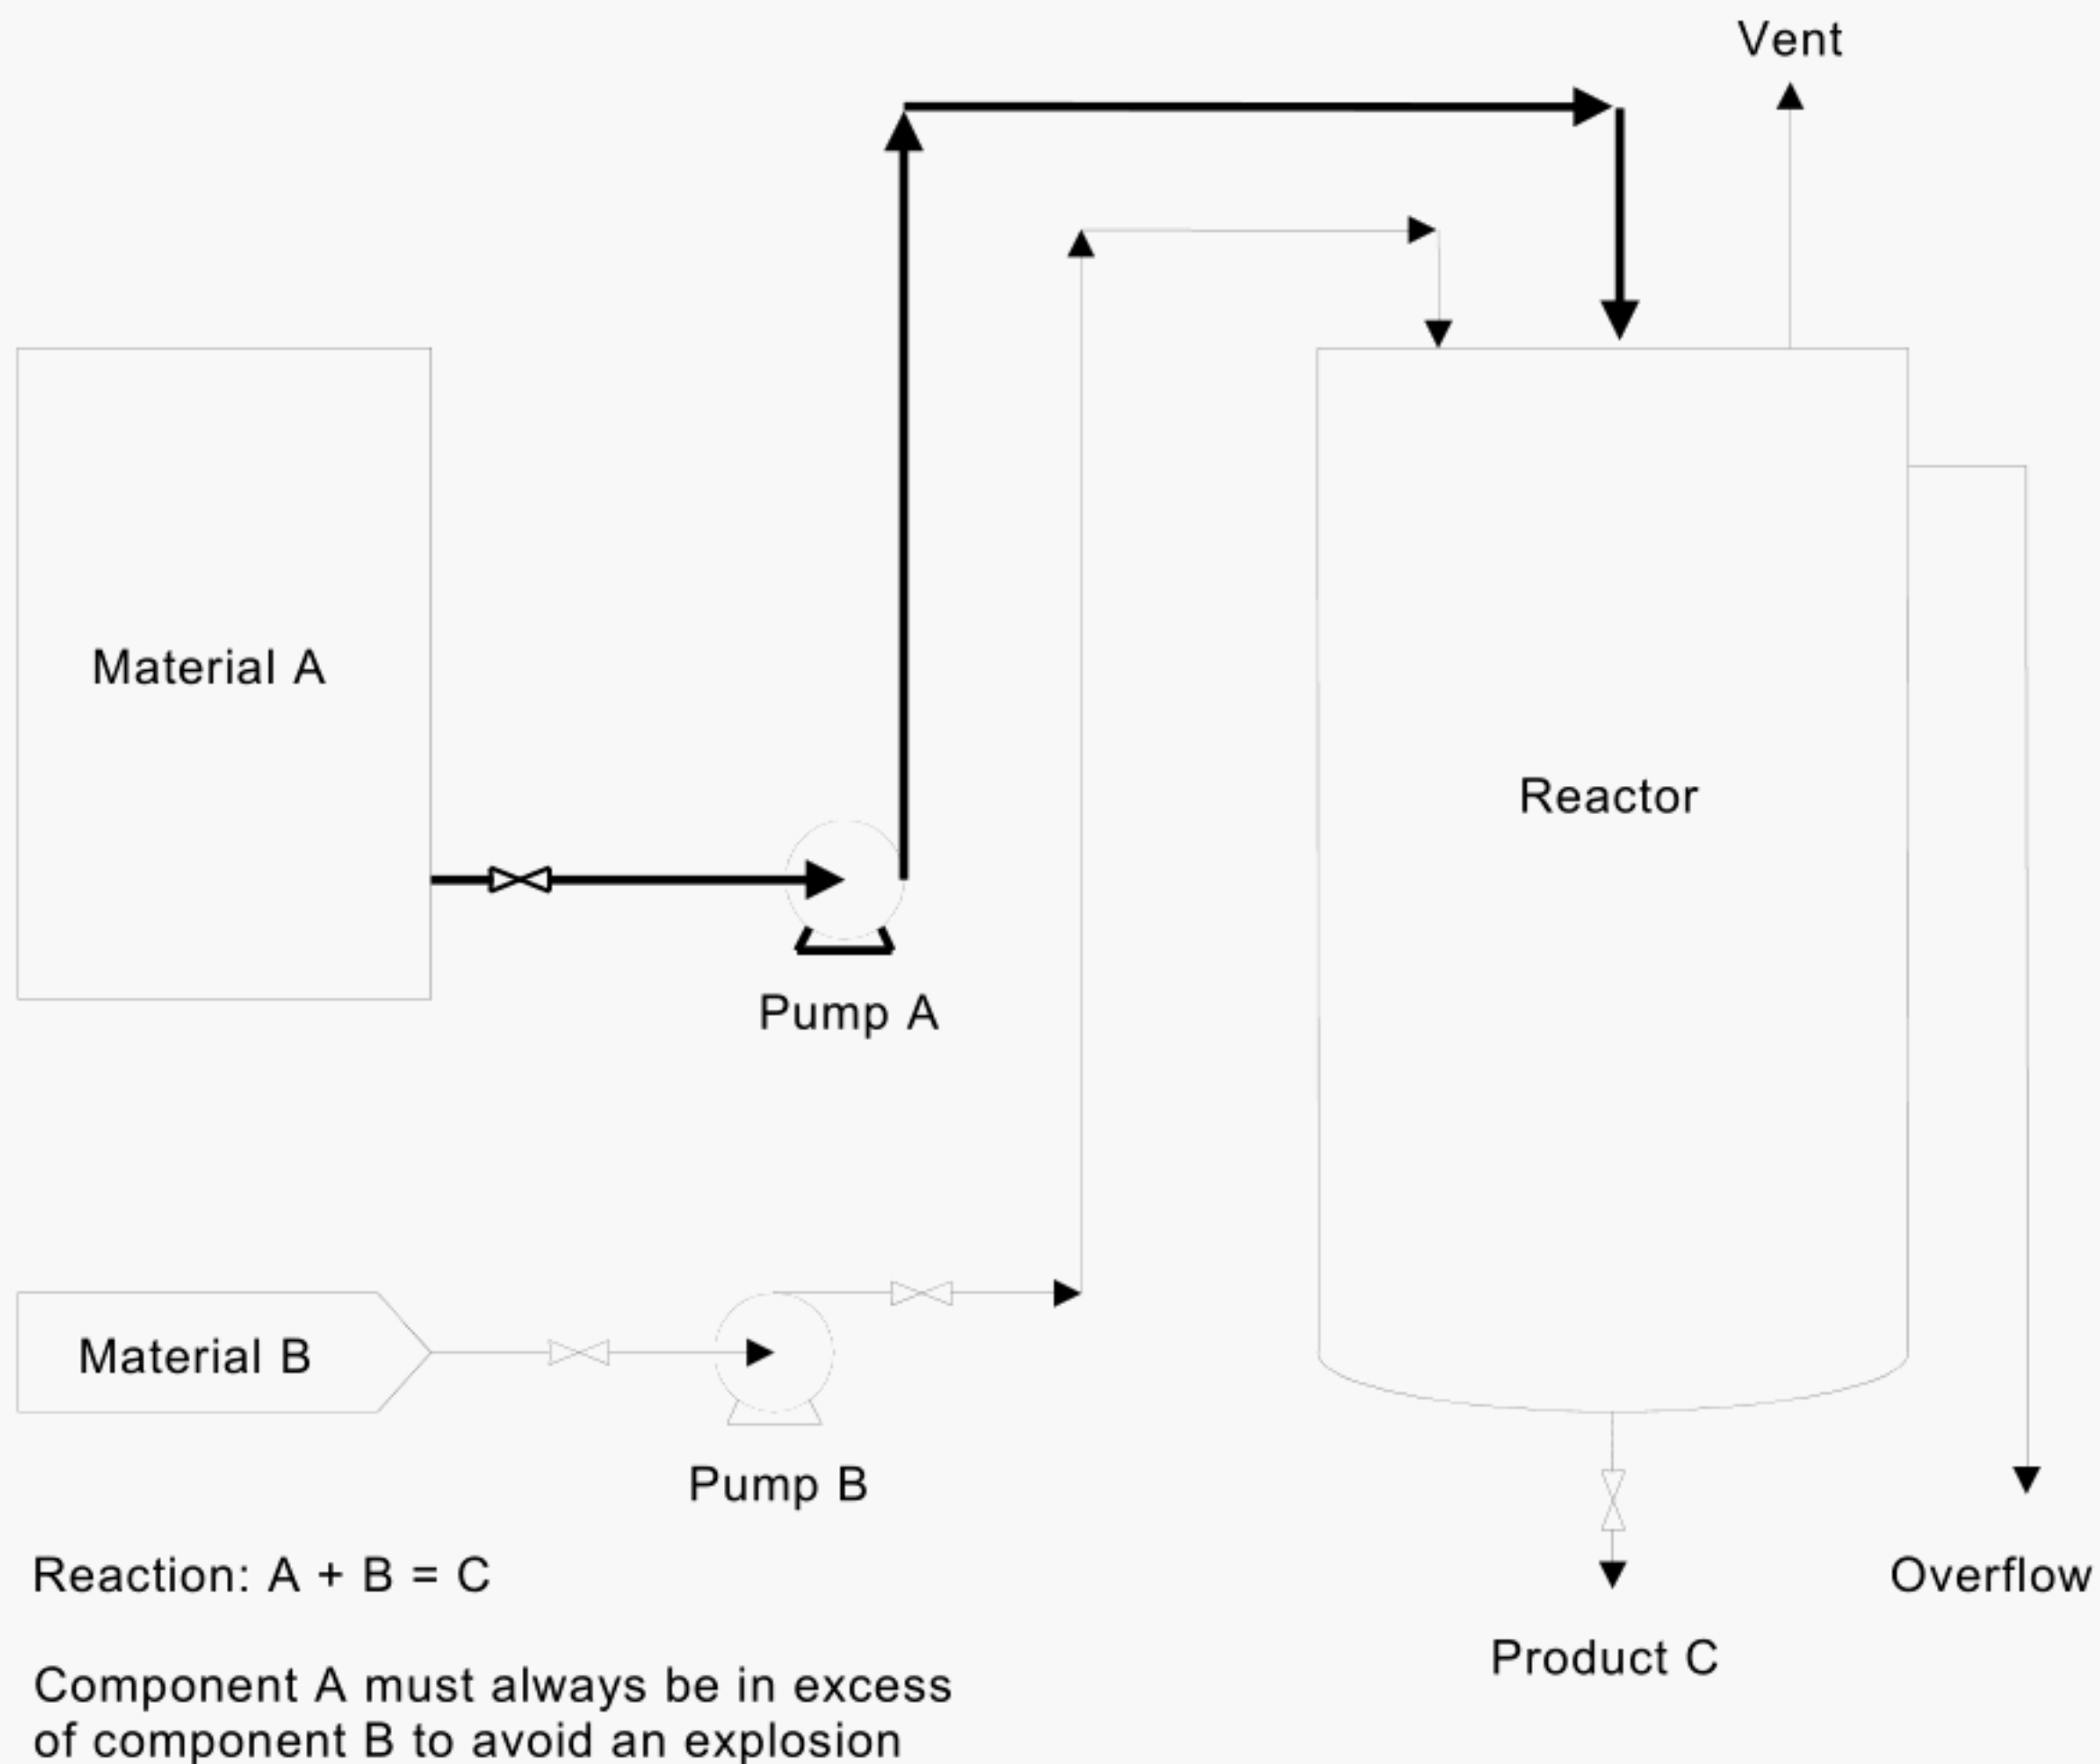 Vent
Material A
Reactor
Pump A
Material B
Pump B
Reaction: A + B = C
Overflow
Product C
Component A must always be in excess
of component B to avoid an explosion